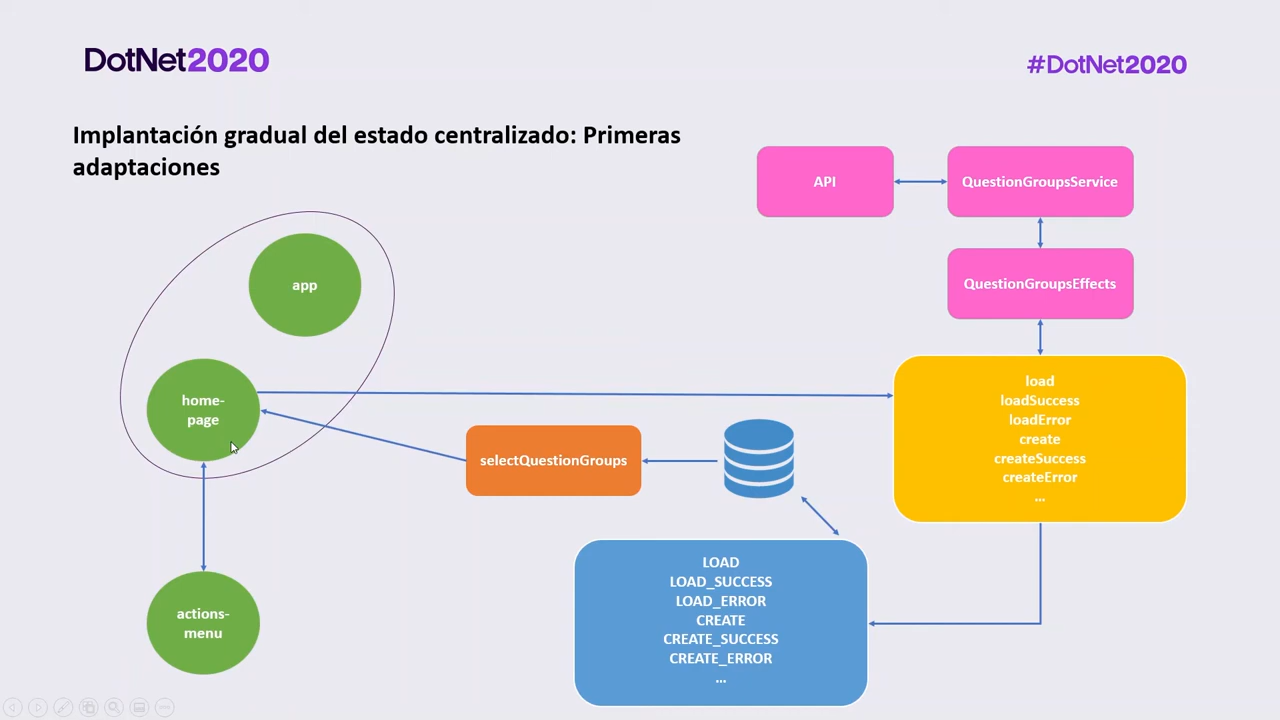 DotNet2020
#DotNet2020
Implantación gradual del estado centralizado: Primeras
adaptaciones
API
QuestionGroupsService
QuestionGroupsEffects
app
home-
page
actions-
menu
selectQuestionGroups
load
loadSuccess
loadError
create
createSuccess
createError
...
LOAD
LOAD_SUCCESS
LOAD_ERROR
CREATE
CREATE_SUCCESS
CREATE_ERROR
...